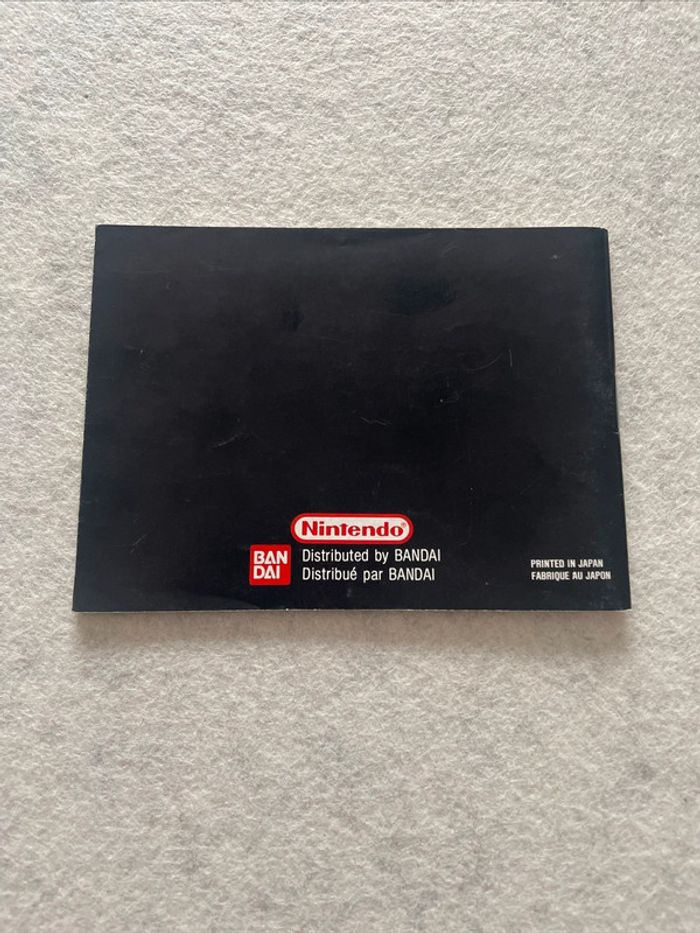 Nintendo®
BAN
DAI
Distributed by BANDAI
Distribué par BANDAI
PRINTED IN JAPAN
FABRIQUE AU JAPON